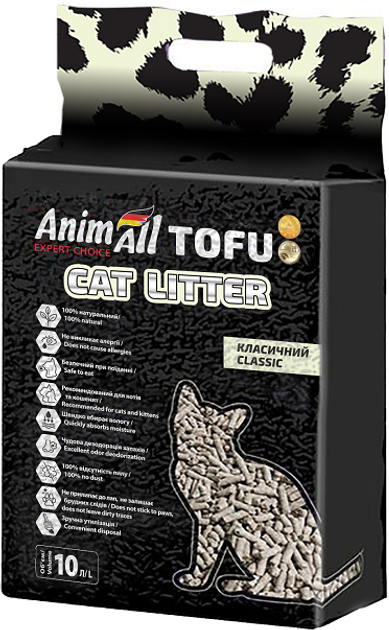 AnimAll TOFU
EXPERT CHOICE
CAT LITTER
КЛАСИЧНИЙ
CLASSIC
100% натуральний/
100% natural
Не викликає алергії /
Does not cause allergies
Безпечний при поїданні /
Safe to eat
Рекомендований для котів
та кошенят /
Recommended for cats and kittens
Швидко вбирає вологу /
Quickly absorbs moisture
Чудова дезодорація запахів /
Excellent odor deodorization
100% відсутність пилу /
100% no dust
Не прилипає до лап, не залишає
брудних слідів / Does not stick to paws,
does not leave dirty traces
Зручна утилізація /
Convenient disposal
Об'єм/
Volume
10 Л/L